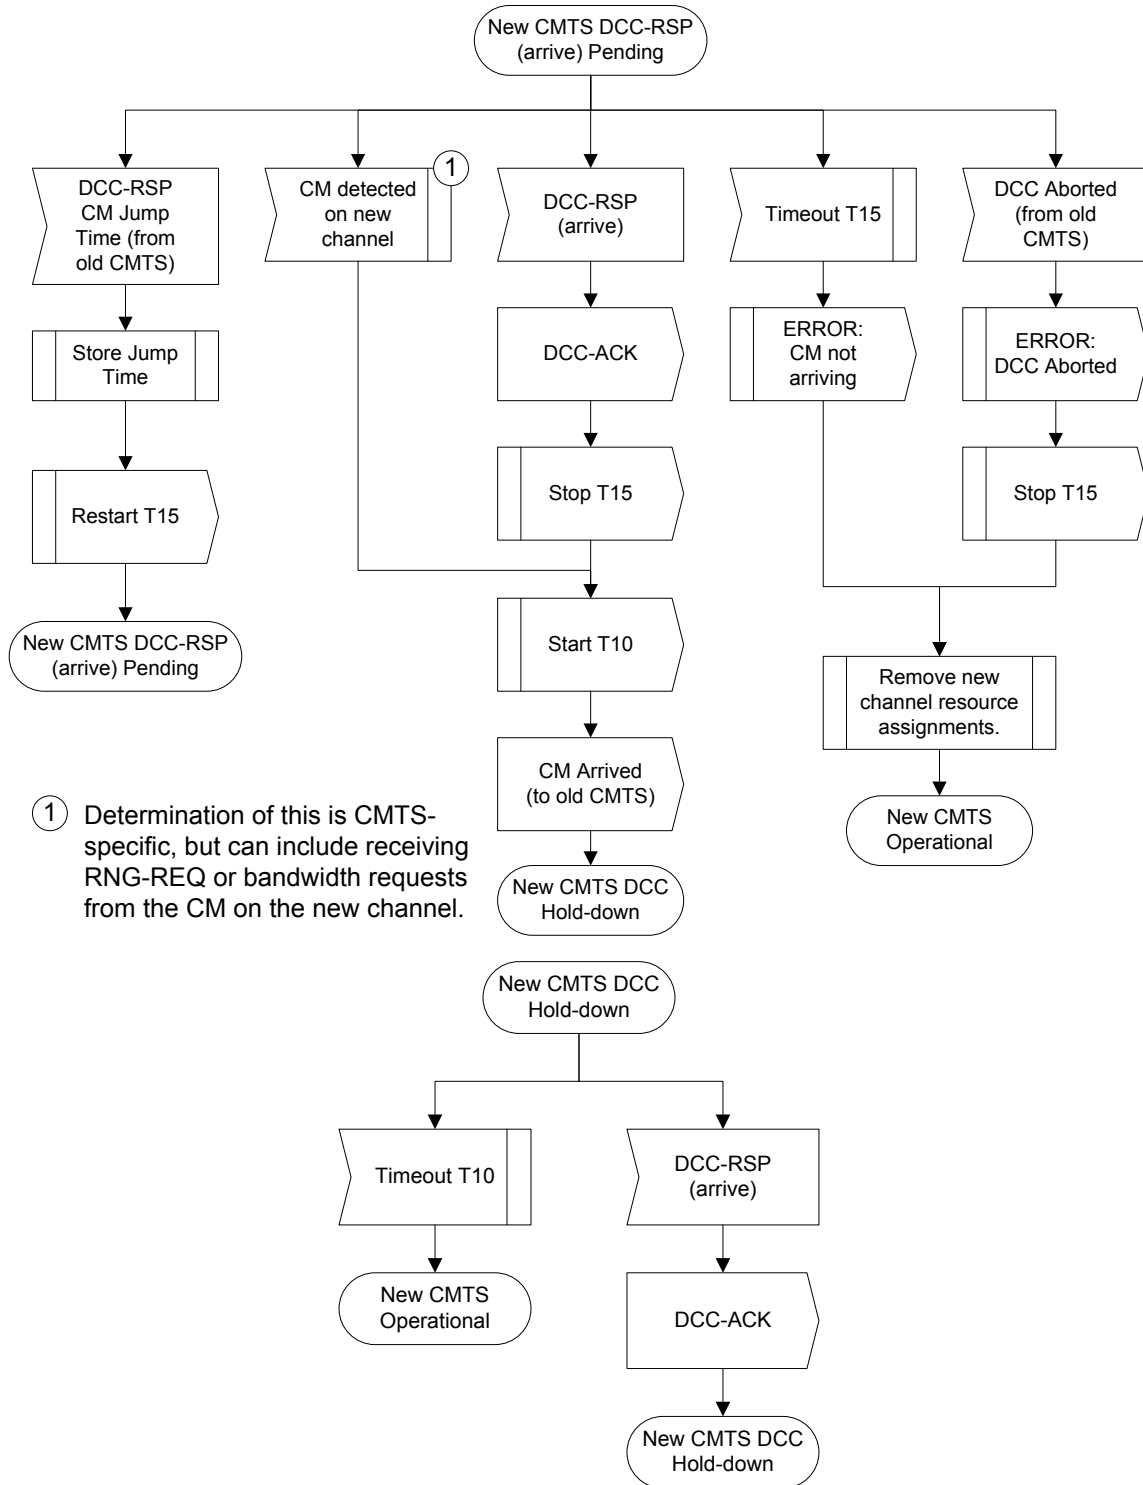 New CMTS DCC-RSP
(arrive) Pending
DCC-RSP
CM Jump
Time (from
old CMTS)
CM detected
on new
channel
1
DCC-RSP
(arrive)
Timeout T15
DCC Aborted
(from old
CMTS)
Store Jump
Time
DCC-ACK
ERROR:
CM not
arriving
ERROR:
DCC Aborted
Restart T15
Stop T15
Stop T15
New CMTS DCC-RSP
(arrive) Pending
Start T10
Remove new
channel resource
assignments.
CM Arrived
(to old CMTS)
New CMTS
Operational
1 Determination of this is CMTS-
specific, but can include receiving
RNG-REQ or bandwidth requests
from the CM on the new channel.
New CMTS DCC
Hold-down
New CMTS DCC
Hold-down
Timeout T10
DCC-RSP
(arrive)
New CMTS
Operational
DCC-ACK
New CMTS DCC
Hold-down